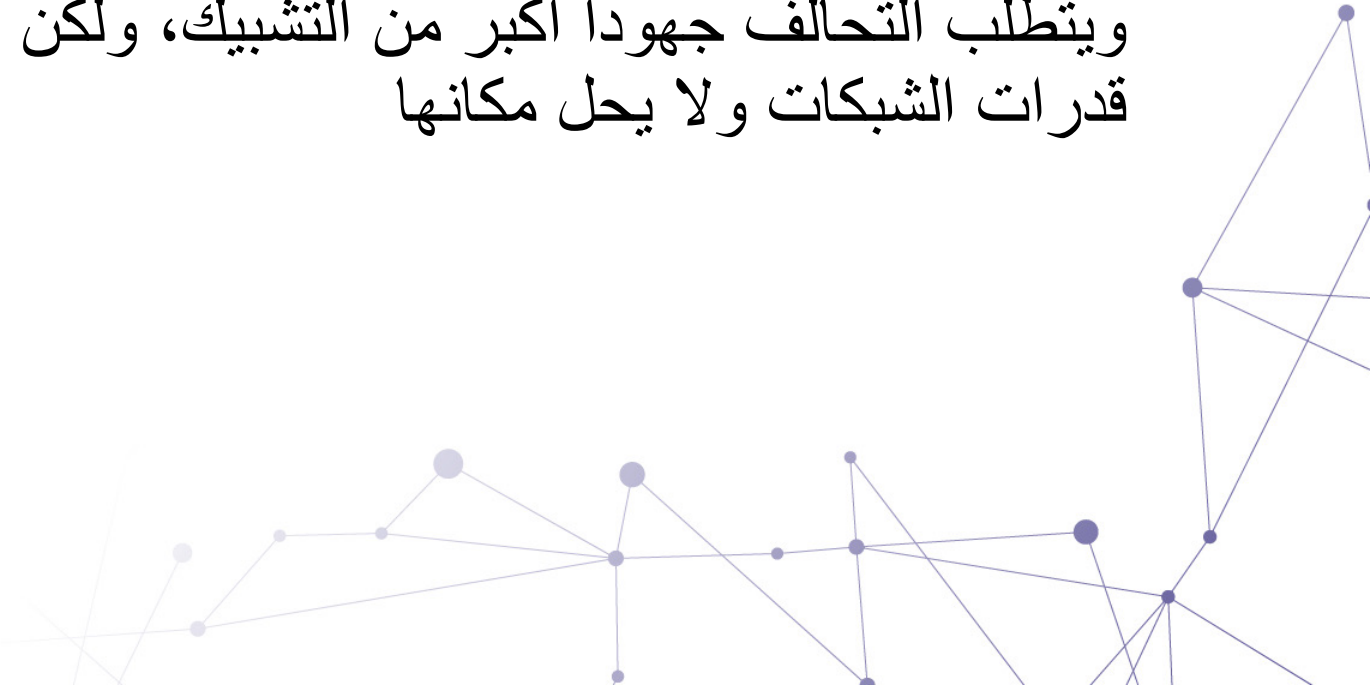 ويتطلب التحالف جهودا أكبر من التشبيك، ولكن
قدرات الشبكات ولا يحل مكانها